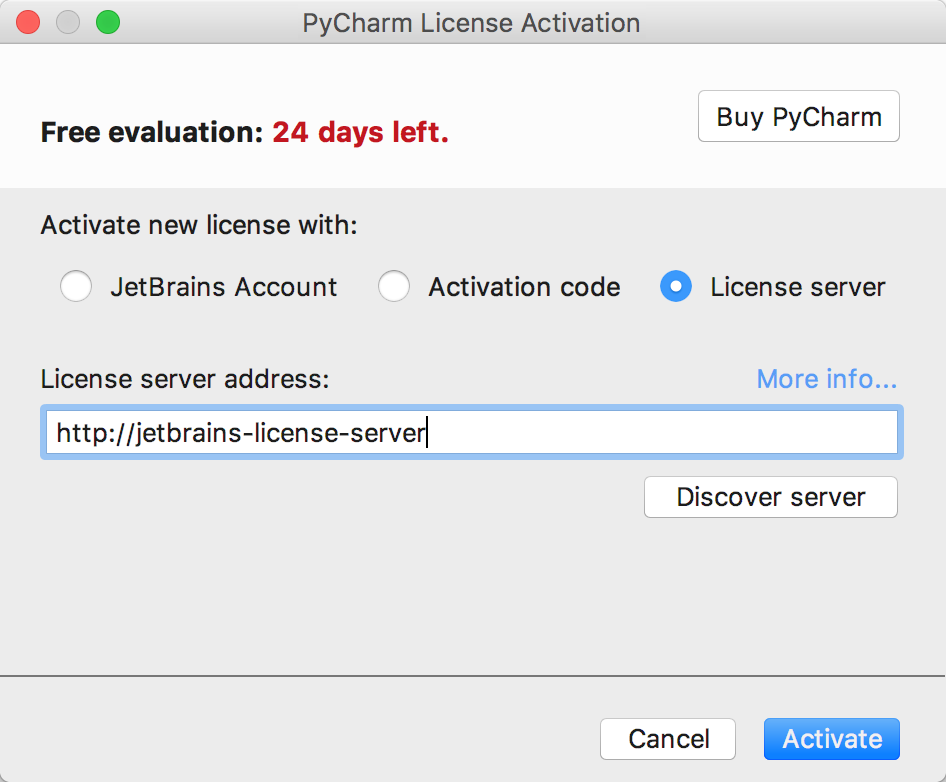 PyCharm License Activation
Free evaluation: 24 days left.
Buy PyCharm
Activate new license with:
JetBrains Account Activation code License server
License server address:
More info...
http://jetbrains-license-server
Discover server
Cancel Activate